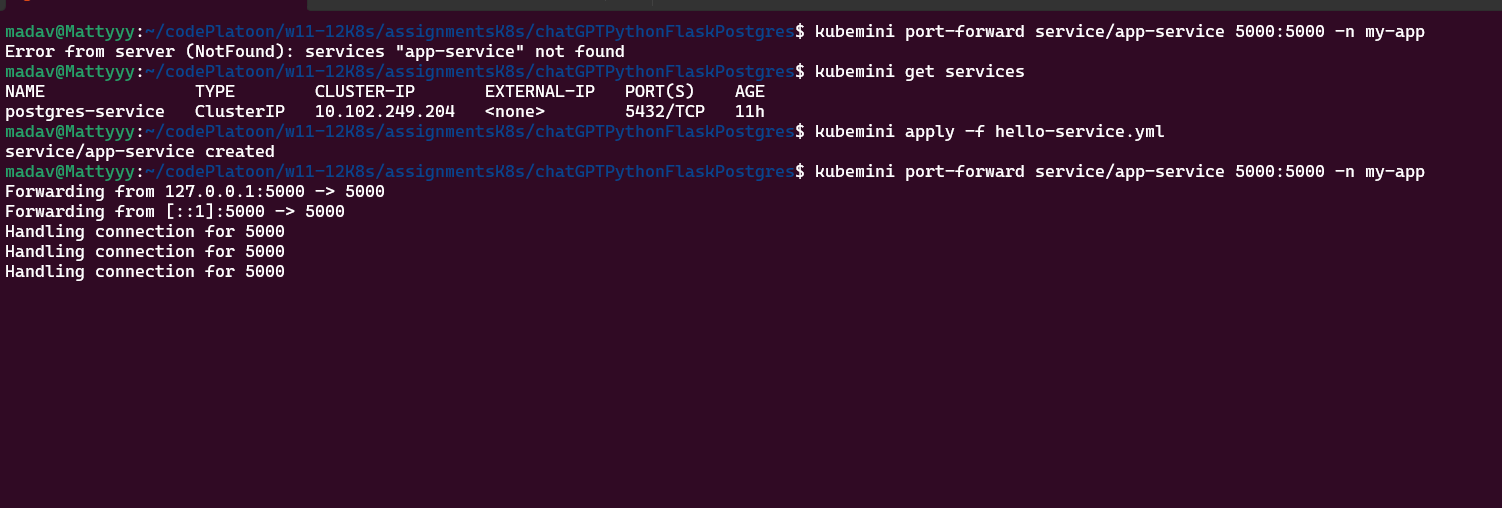 madav@Mattyyy:~/codePlatoon/w11-12K8s/assignmentsK8s/chatGPTPythonFlaskPostgres$ kubemini port-forward service/app-service 5000:5000 -n my-app
Error from server (NotFound): services "app-service" not found
madav@Mattyyy:~/codePlatoon/w11-12K8s/assignmentsK8s/chatGPTPythonFlaskPostgres$ kubemini get services
NAME               TYPE        CLUSTER-IP       EXTERNAL-IP   PORT(S)    AGE
postgres-service   ClusterIP   10.102.249.204   <none>        5432/TCP   11h
madav@Mattyyy:~/codePlatoon/w11-12K8s/assignmentsK8s/chatGPTPythonFlaskPostgres$ kubemini apply -f hello-service.yml
service/app-service created
madav@Mattyyy:~/codePlatoon/w11-12K8s/assignmentsK8s/chatGPTPythonFlaskPostgres$ kubemini port-forward service/app-service 5000:5000 -n my-app
Forwarding from 127.0.0.1:5000 -> 5000
Forwarding from [::1]:5000 -> 5000
Handling connection for 5000
Handling connection for 5000
Handling connection for 5000